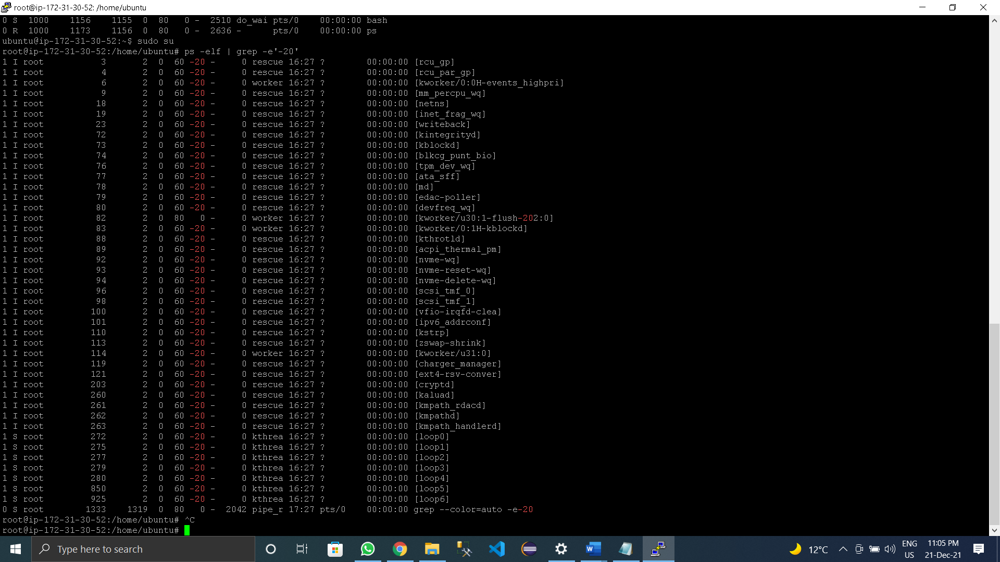 root@ip-172-31-30-52: /home/ubuntu
0 S  1000    1156    1155  0  80   0 -  2510 do_wai pts/0    00:00:00 bash
0 R  1000    1173    1156  0  80   0 -  2636 -      pts/0    00:00:00 ps
ubuntu@ip-172-31-30-52:~$ sudo su
root@ip-172-31-30-52:/home/ubuntu# ps -elf | grep -e'-20'
1 I root           3       2  0  60 -20 -     0 rescue 16:27 ?        00:00:00 [rcu_gp]
1 I root           4       2  0  60 -20 -     0 rescue 16:27 ?        00:00:00 [rcu_par_gp]
1 I root           6       2  0  60 -20 -     0 worker 16:27 ?        00:00:00 [kworker/0:0H-events_highpri]
1 I root           9       2  0  60 -20 -     0 rescue 16:27 ?        00:00:00 [mm_percpu_wq]
1 I root          18       2  0  60 -20 -     0 rescue 16:27 ?        00:00:00 [netns]
1 I root          19       2  0  60 -20 -     0 rescue 16:27 ?        00:00:00 [inet_frag_wq]
1 I root          23       2  0  60 -20 -     0 rescue 16:27 ?        00:00:00 [writeback]
1 I root          72       2  0  60 -20 -     0 rescue 16:27 ?        00:00:00 [kintegrityd]
1 I root          73       2  0  60 -20 -     0 rescue 16:27 ?        00:00:00 [kblockd]
1 I root          74       2  0  60 -20 -     0 rescue 16:27 ?        00:00:00 [blkcg_punt_bio]
1 I root          76       2  0  60 -20 -     0 rescue 16:27 ?        00:00:00 [tpm_dev_wq]
1 I root          77       2  0  60 -20 -     0 rescue 16:27 ?        00:00:00 [ata_sff]
1 I root          78       2  0  60 -20 -     0 rescue 16:27 ?        00:00:00 [md]
1 I root          79       2  0  60 -20 -     0 rescue 16:27 ?        00:00:00 [edac-poller]
1 I root          80       2  0  60 -20 -     0 rescue 16:27 ?        00:00:00 [devfreq_wq]
1 I root          82       2  0  80   0 -     0 worker 16:27 ?        00:00:00 [kworker/u30:1-flush-202:0]
1 I root          83       2  0  60 -20 -     0 worker 16:27 ?        00:00:00 [kworker/0:1H-kblockd]
1 I root          88       2  0  60 -20 -     0 rescue 16:27 ?        00:00:00 [kthrotld]
1 I root          89       2  0  60 -20 -     0 rescue 16:27 ?        00:00:00 [acpi_thermal_pm]
1 I root          92       2  0  60 -20 -     0 rescue 16:27 ?        00:00:00 [nvme-wq]
1 I root          93       2  0  60 -20 -     0 rescue 16:27 ?        00:00:00 [nvme-reset-wq]
1 I root          94       2  0  60 -20 -     0 rescue 16:27 ?        00:00:00 [nvme-delete-wq]
1 I root          96       2  0  60 -20 -     0 rescue 16:27 ?        00:00:00 [scsi_tmf_0]
1 I root          98       2  0  60 -20 -     0 rescue 16:27 ?        00:00:00 [scsi_tmf_1]
1 I root         100       2  0  60 -20 -     0 rescue 16:27 ?        00:00:00 [vfio-irqfd-clea]
1 I root         101       2  0  60 -20 -     0 rescue 16:27 ?        00:00:00 [ipv6_addrconf]
1 I root         110       2  0  60 -20 -     0 rescue 16:27 ?        00:00:00 [kstrp]
1 I root         113       2  0  60 -20 -     0 rescue 16:27 ?        00:00:00 [zswap-shrink]
1 I root         114       2  0  60 -20 -     0 worker 16:27 ?        00:00:00 [kworker/u31:0]
1 I root         119       2  0  60 -20 -     0 rescue 16:27 ?        00:00:00 [charger_manager]
1 I root         121       2  0  60 -20 -     0 rescue 16:27 ?        00:00:00 [ext4-rsv-conver]
1 I root         203       2  0  60 -20 -     0 rescue 16:27 ?        00:00:00 [cryptd]
1 I root         260       2  0  60 -20 -     0 rescue 16:27 ?        00:00:00 [kaluad]
1 I root         261       2  0  60 -20 -     0 rescue 16:27 ?        00:00:00 [kmpath_rdacd]
1 I root         262       2  0  60 -20 -     0 rescue 16:27 ?        00:00:00 [kmpathd]
1 I root         263       2  0  60 -20 -     0 rescue 16:27 ?        00:00:00 [kmpath_handlerd]
1 S root         272       2  0  60 -20 -     0 kthrea 16:27 ?        00:00:00 [loop0]
1 S root         275       2  0  60 -20 -     0 kthrea 16:27 ?        00:00:00 [loop1]
1 S root         277       2  0  60 -20 -     0 kthrea 16:27 ?        00:00:00 [loop2]
1 S root         279       2  0  60 -20 -     0 kthrea 16:27 ?        00:00:00 [loop3]
1 S root         280       2  0  60 -20 -     0 kthrea 16:27 ?        00:00:00 [loop4]
1 S root         850       2  0  60 -20 -     0 kthrea 16:27 ?        00:00:00 [loop5]
1 S root         925       2  0  60 -20 -     0 kthrea 16:27 ?        00:00:00 [loop6]
0 S root        1333    1319  0  80   0 -  2042 pipe_r 17:27 pts/0    00:00:00 grep --color=auto -e-20
root@ip-172-31-30-52:/home/ubuntu# ^C
root@ip-172-31-30-52:/home/ubuntu#
Type here to search
12°C
ENG
US
11:05 PM
21-Dec-21